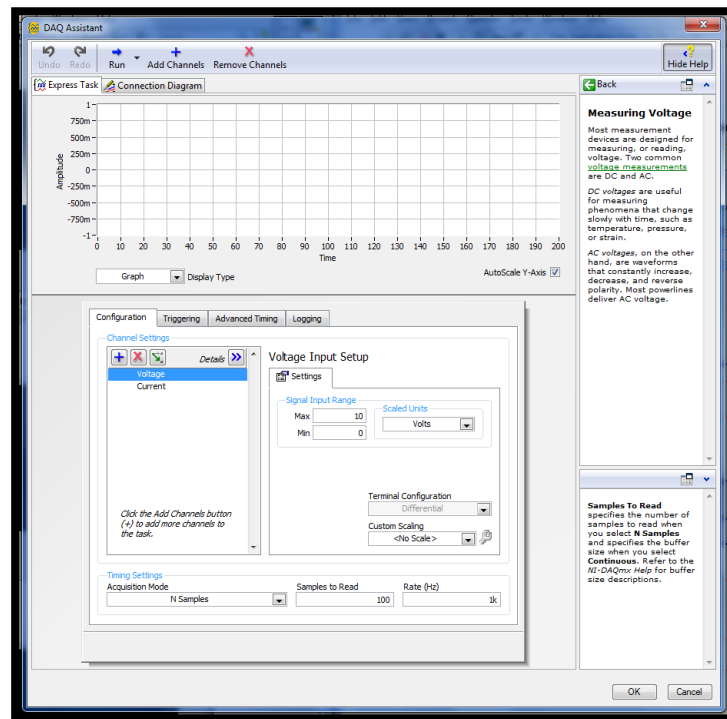 DAQ Assistant
Undo Redo Run Add Channels Remove Channels Hide Help
Express Task Connection Diagram
1
750m
500m
250m
0
-250m
-500m
-750m
-1
Amplitude
0 10 20 30 40 50 60 70 80 90 100 110 120 130 140 150 160 170 180 190 200
Time
Graph Display Type AutoScale Y-Axis
Configuration Triggering Advanced Timing Logging
Channel Settings
Details
Voltage
Current
Click the Add Channels button
(+) to add more channels to
the task.
Voltage Input Setup
Settings
Signal Input Range
Max 10
Min 0
Scaled Units
Volts
Terminal Configuration
Differential
Custom Scaling
<No Scale>
Timing Settings
Acquisition Mode Samples to Read Rate (Hz)
N Samples 100 1k
Back
Measuring Voltage
Most measurement
devices are designed for
measuring, or reading,
voltage. Two common
voltage measurements
are DC and AC.
DC voltages are useful
for measuring
phenomena that change
slowly with time, such as
temperature, pressure,
or strain.
AC voltages, on the other
hand, are waveforms
that constantly increase,
decrease, and reverse
polarity. Most powerlines
deliver AC voltage.
Samples To Read
specifies the number of
samples to read when
you select N Samples
and specifies the buffer
size when you select
Continuous. Refer to the
NI-DAQmx Help for buffer
size descriptions.
OK Cancel